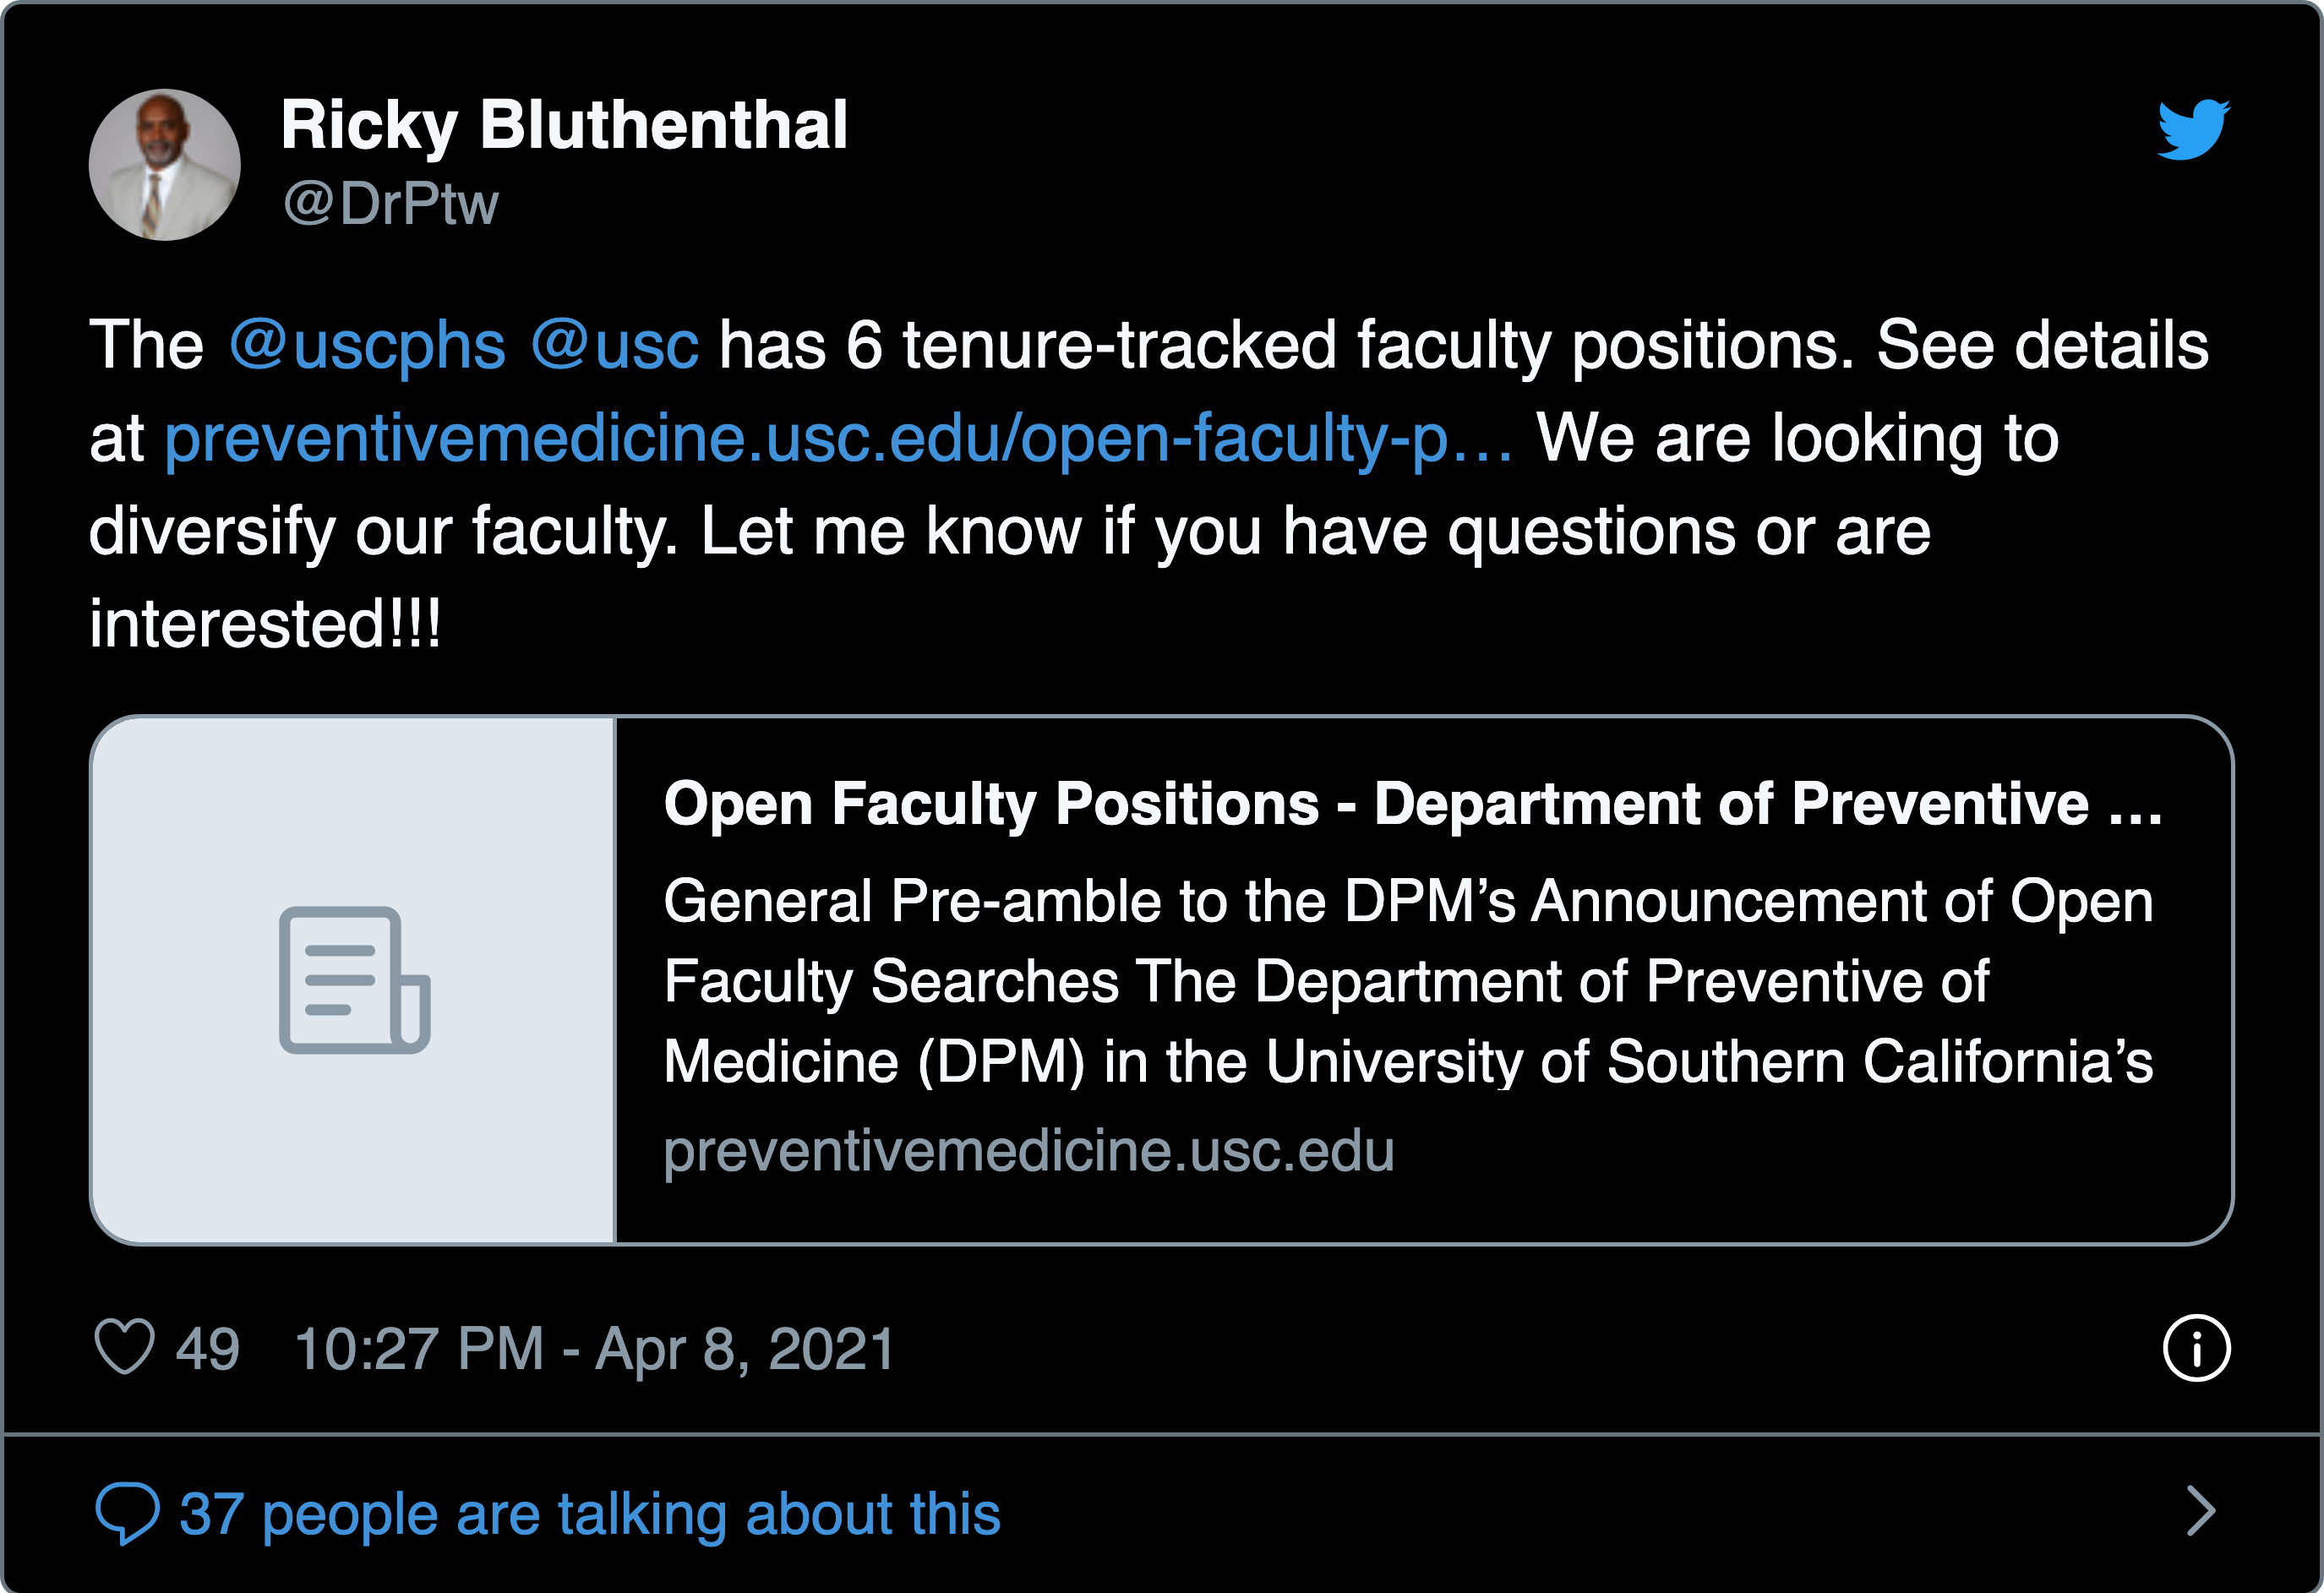 Ricky Bluthenthal
@DrPtw
The @uscphs @usc has 6 tenure-tracked faculty positions. See details
at preventivemedicine.usc.edu/open-faculty-p… We are looking to
diversify our faculty. Let me know if you have questions or are
interested!!!
Open Faculty Positions - Department of Preventive ...
General Pre-amble to the DPM’s Announcement of Open
Faculty Searches The Department of Preventive of
Medicine (DPM) in the University of Southern California’s
preventivemedicine.usc.edu
49 10:27 PM - Apr 8, 2021
37 people are talking about this